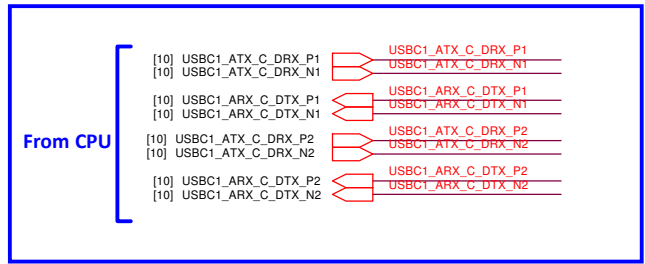 [10] USBC1_ATX_C_DRX_P1 USBC1_ATX_C_DRX_P1
[10] USBC1_ATX_C_DRX_N1 USBC1_ATX_C_DRX_N1
[10] USBC1_ARX_C_DTX_P1 USBC1_ARX_C_DTX_P1
[10] USBC1_ARX_C_DTX_N1 USBC1_ARX_C_DTX_N1
From CPU
[10] USBC1_ATX_C_DRX_P2 USBC1_ATX_C_DRX_P2
[10] USBC1_ATX_C_DRX_N2 USBC1_ATX_C_DRX_N2
[10] USBC1_ARX_C_DTX_P2 USBC1_ARX_C_DTX_P2
[10] USBC1_ARX_C_DTX_N2 USBC1_ARX_C_DTX_N2